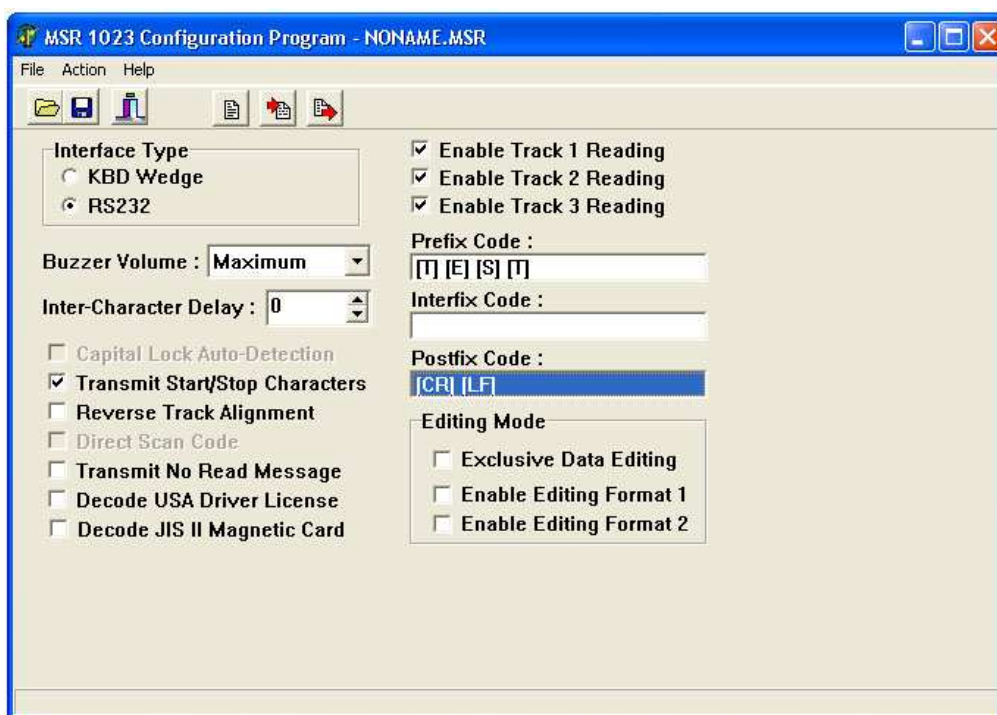 MSR 1023 Configuration Program - NONAME.MSR
File Action Help
Interface Type
KBD Wedge
RS232
Buzzer Volume : Maximum
Inter-Character Delay : 0
Capital Lock Auto-Detection
Transmit Start/Stop Characters
Reverse Track Alignment
Direct Scan Code
Transmit No Read Message
Decode USA Driver License
Decode JIS II Magnetic Card
Enable Track 1 Reading
Enable Track 2 Reading
Enable Track 3 Reading
Prefix Code :
[T] [E] [S] [T]
Interfix Code :
Postfix Code :
[CR] [LF]
Editing Mode
Exclusive Data Editing
Enable Editing Format 1
Enable Editing Format 2